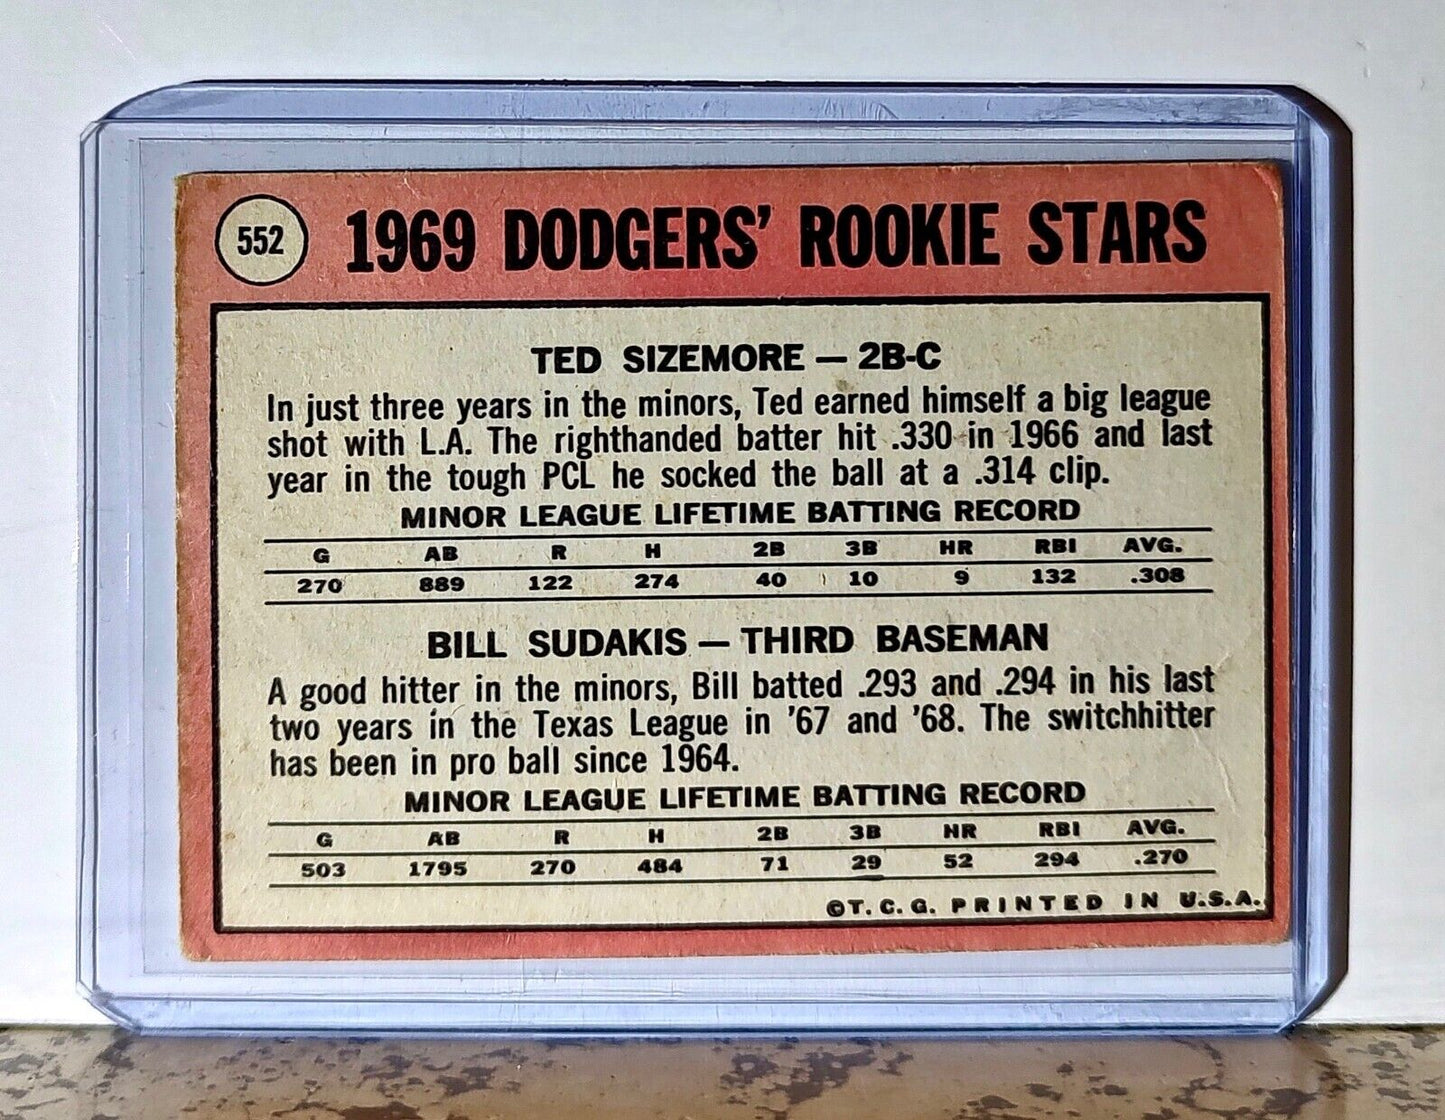 552 1969 DODGERS' ROOKIE STARS
TED SIZEMORE — 2B-C
In just three years in the minors, Ted earned himself a big league
shot with L.A. The righthanded batter hit .330 in 1966 and last
year in the tough PCL he socked the ball at a .314 clip.
MINOR LEAGUE LIFETIME BATTING RECORD
G AB R H 2B 3B HR RBI AVG.
270 889 122 274 40 10 9 132 .308
BILL SUDAKIS — THIRD BASEMAN
A good hitter in the minors, Bill batted .293 and .294 in his last
two years in the Texas League in '67 and '68. The switchhitter
has been in pro ball since 1964.
MINOR LEAGUE LIFETIME BATTING RECORD
G AB R H 2B 3B HR RBI AVG.
503 1795 270 484 71 29 52 294 .270
©T. C. G. PRINTED IN U.S.A.